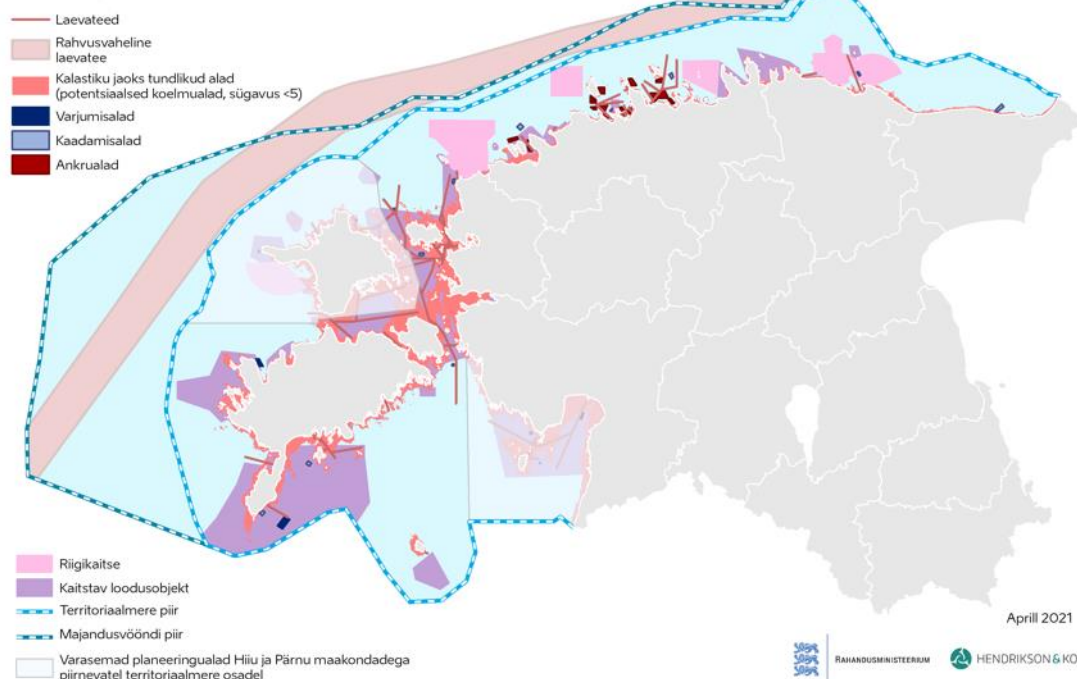 Laevateed
Rahvusvaheline
laevatee
Kalastiku jaoks tundlikud alad
(potentsiaalsed koelmualad, sügavus <5)
Varjumisalad
Kaadamisalad
Ankrualad
Riigikaitse
Kaitstav loodusobjekt
Territoriaalmere piir
Majandusvööndi piir
Varasemad planeeringualad Hiiu ja Pärnu maakondadega
piirnevatel territoriaalmere osadel
Aprill 2021
RAHANDUSMINISTEERIUM
HENDRIKSON & KO